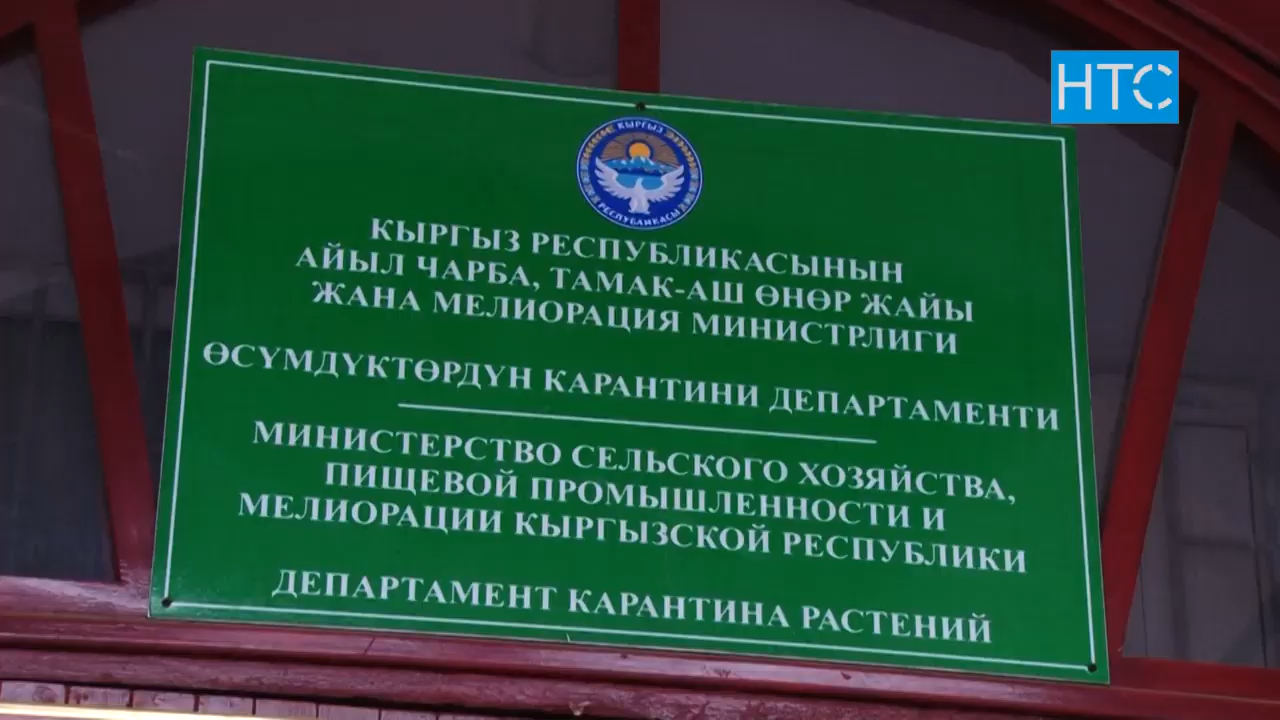 НТС
КЫРГЫЗ
РЕСПУБЛИКАСЫ
КЫРГЫЗ РЕСПУБЛИКАСЫНЫН
АЙЫЛ ЧАРБА, ТАМАК-АШ ӨНӨР ЖАЙЫ
ЖАНА МЕЛИОРАЦИЯ МИНИСТРЛИГИ
ӨСҮМДҮКТӨРДҮН КАРАНТИНИ ДЕПАРТАМЕНТИ
МИНИСТЕРСТВО СЕЛЬСКОГО ХОЗЯЙСТВА,
ПИЩЕВОЙ ПРОМЫШЛЕННОСТИ И
МЕЛИОРАЦИИ КЫРГЫЗСКОЙ РЕСПУБЛИКИ
ДЕПАРТАМЕНТ КАРАНТИНА РАСТЕНИЙ